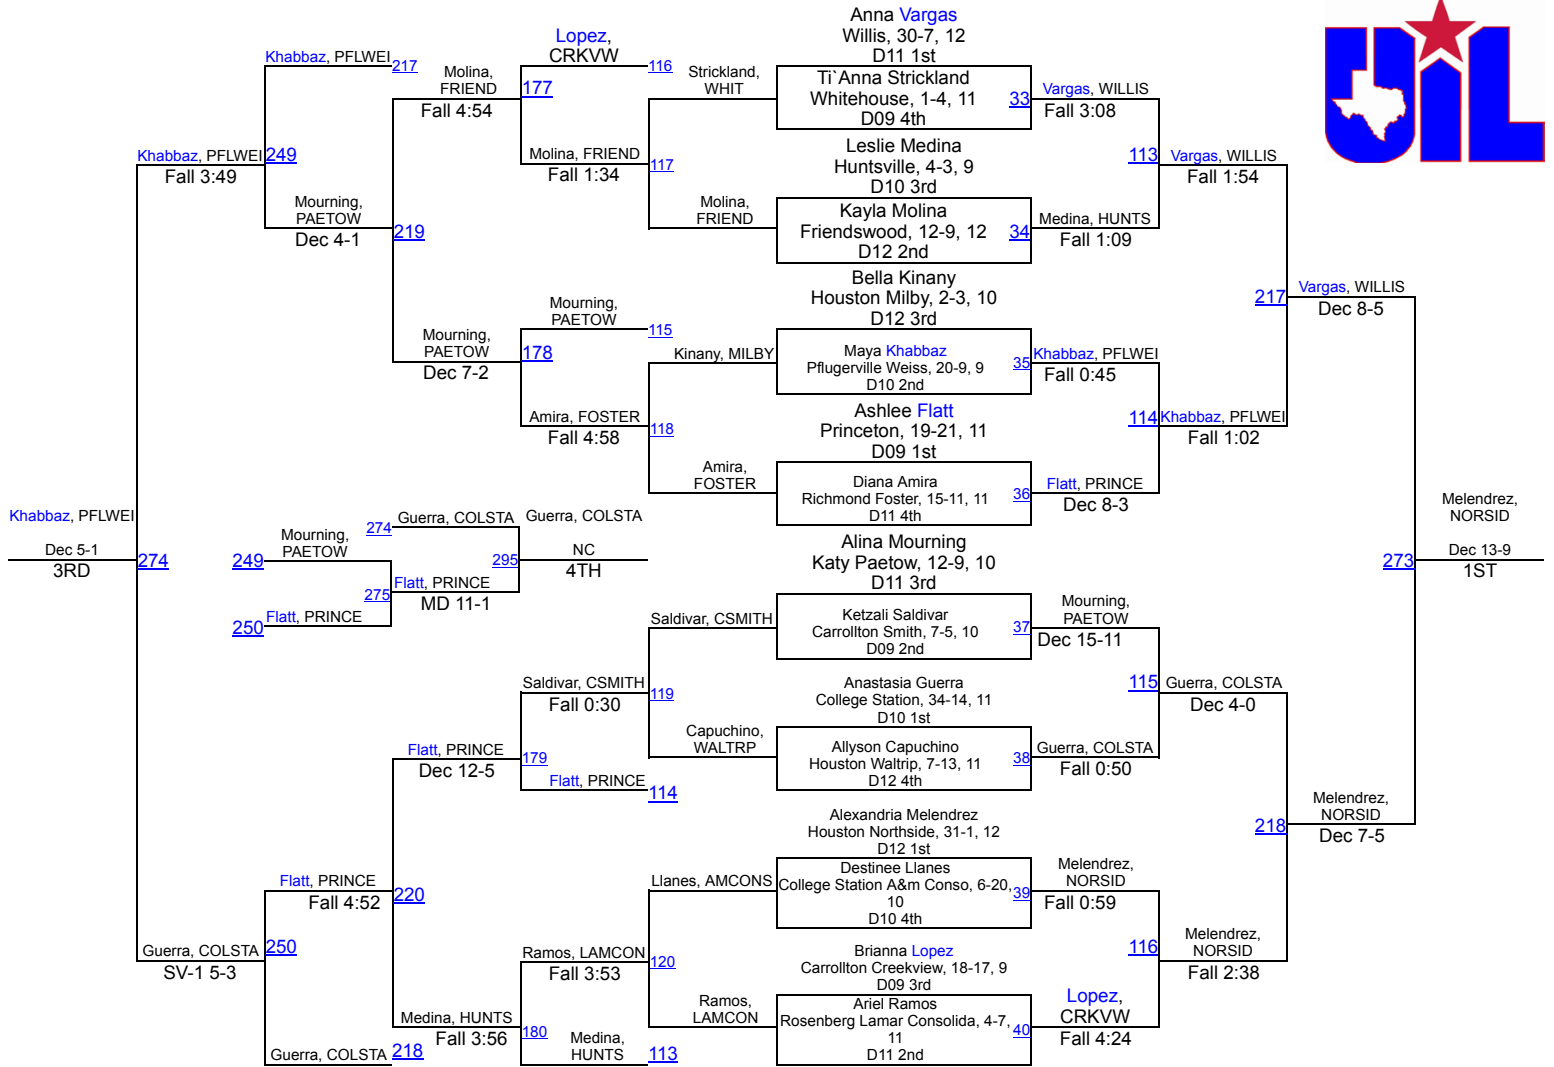 Khabbaz, PFLWEI
217
Khabbaz, PFLWEI
Fall 3:49
249
Mourning,
PAETOW
Dec 4-1
219
Molina,
FRIEND
Fall 4:54
177
Lopez,
CRKVW
116
Molina, FRIEND
Fall 1:34
117
Strickland,
WHIT
Molina,
FRIEND
Mourning,
PAETOW
Dec 7-2
178
Mourning,
PAETOW
115
Amira, FOSTER
Fall 4:58
118
Kinany, MILBY
Amira,
FOSTER
Khabbaz, PFLWEI
Dec 5-1
3RD
274
Mourning,
PAETOW
249
Flatt, PRINCE
250
275
274
Guerra, COLSTA
Flatt, PRINCE
MD 11-1
295
Guerra, COLSTA
NC
4TH
Saldivar, CSMITH
Saldivar, CSMITH
Fall 0:30
119
Capuchino,
WALTRP
Flatt, PRINCE
Dec 12-5
179
Flatt, PRINCE
114
Flatt, PRINCE
Fall 4:52
220
Guerra, COLSTA
SV-1 5-3
250
Guerra, COLSTA
218
Llanes, AMCONS
Ramos, LAMCON
Fall 3:53
120
Ramos,
LAMCON
Medina, HUNTS
Fall 3:56
180
Medina,
HUNTS
113
Anna Vargas
Willis, 30-7, 12
D11 1st
Ti`Anna Strickland
Whitehouse, 1-4, 11
D09 4th
33
Leslie Medina
Huntsville, 4-3, 9
D10 3rd
Kayla Molina
Friendswood, 12-9, 12
D12 2nd
34
Bella Kinany
Houston Milby, 2-3, 10
D12 3rd
Maya Khabbaz
Pflugerville Weiss, 20-9, 9
D10 2nd
35
Ashlee Flatt
Princeton, 19-21, 11
D09 1st
Diana Amira
Richmond Foster, 15-11, 11
D11 4th
36
Alina Mourning
Katy Paetow, 12-9, 10
D11 3rd
Ketzali Saldivar
Carrollton Smith, 7-5, 10
D09 2nd
37
Anastasia Guerra
College Station, 34-14, 11
D10 1st
Allyson Capuchino
Houston Waltrip, 7-13, 11
D12 4th
38
Alexandria Melendrez
Houston Northside, 31-1, 12
D12 1st
Destinee Llanes
College Station A&m Conso, 6-20,
10
D10 4th
39
Brianna Lopez
Carrollton Creekview, 18-17, 9
D09 3rd
Ariel Ramos
Rosenberg Lamar Consolida, 4-7,
11
D11 2nd
40
Vargas, WILLIS
Fall 3:08
Medina, HUNTS
Fall 1:09
113
Vargas, WILLIS
Fall 1:54
Khabbaz, PFLWEI
Fall 0:45
Flatt, PRINCE
Dec 8-3
114
Khabbaz, PFLWEI
Fall 1:02
217
Vargas, WILLIS
Dec 8-5
Mourning,
PAETOW
Dec 15-11
Guerra, COLSTA
Fall 0:50
115
Guerra, COLSTA
Dec 4-0
Melendrez,
NORSID
Fall 0:59
Lopez,
CRKVW
Fall 4:24
116
Melendrez,
NORSID
Fall 2:38
218
Melendrez,
NORSID
Dec 7-5
273
Melendrez,
NORSID
Dec 13-9
1ST
UIL